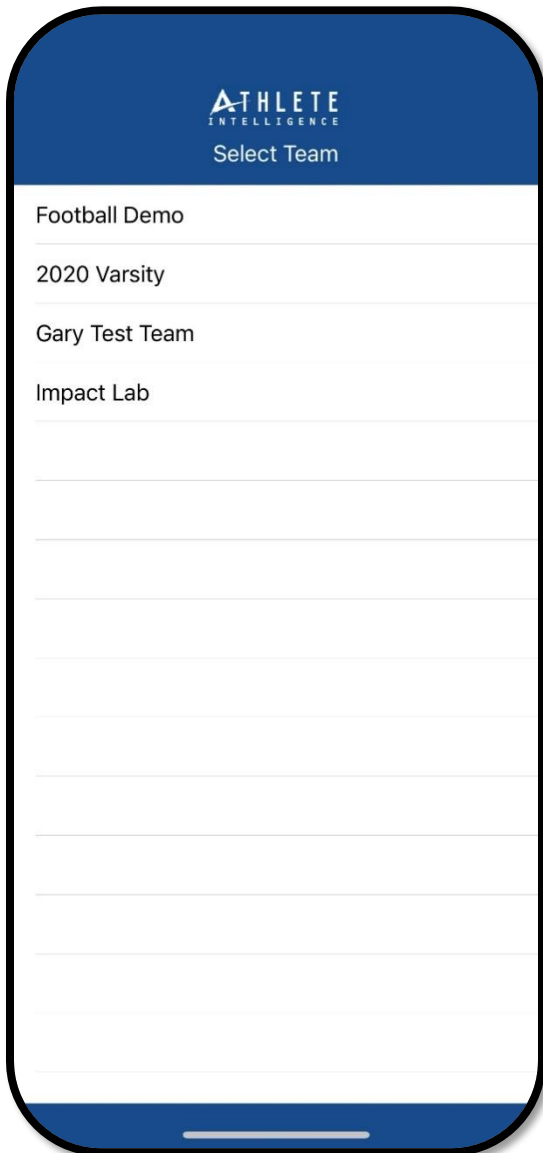 ATHLETE
INTELLIGENCE
Select Team
Football Demo
2020 Varsity
Gary Test Team
Impact Lab